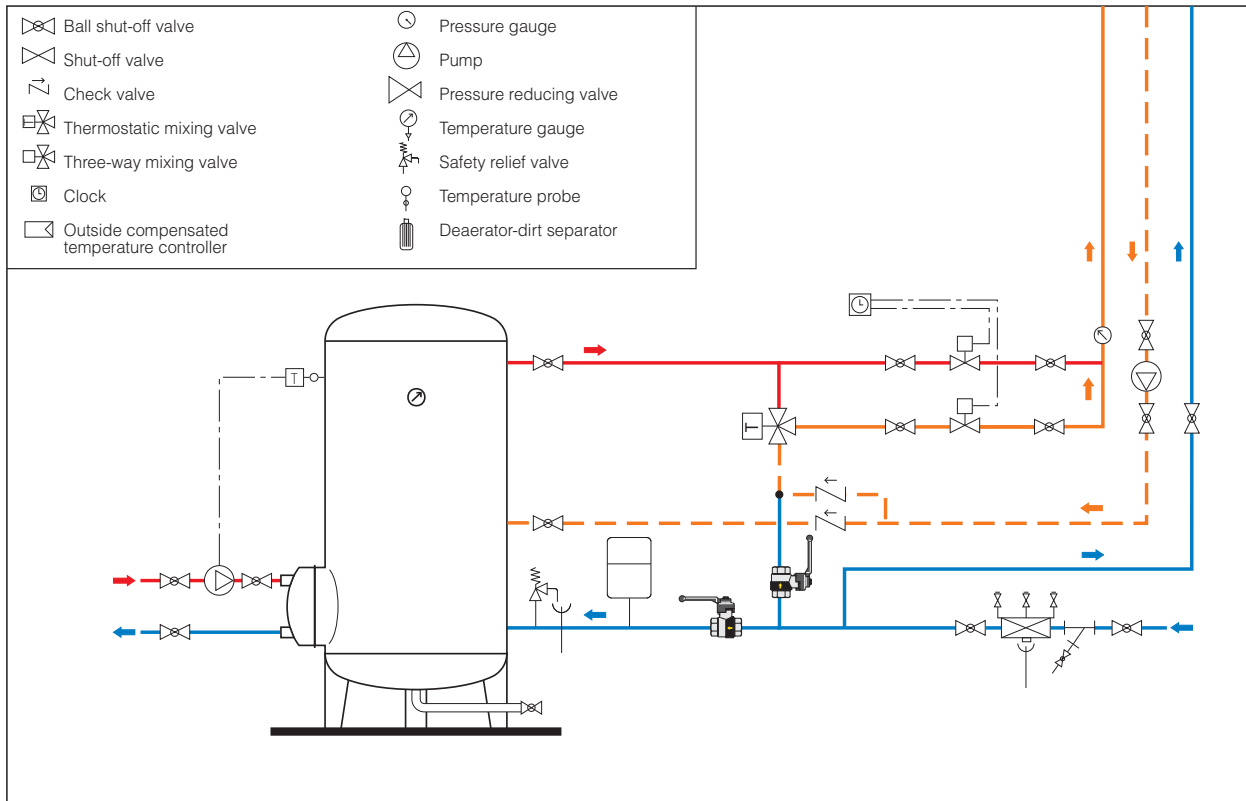 Ball shut-off valve
Shut-off valve
Check valve
Thermostatic mixing valve
Three-way mixing valve
Clock
Outside compensated
temperature controller
Pressure gauge
Pump
Pressure reducing valve
Temperature gauge
Safety relief valve
Temperature probe
Deaerator-dirt separator
T
T